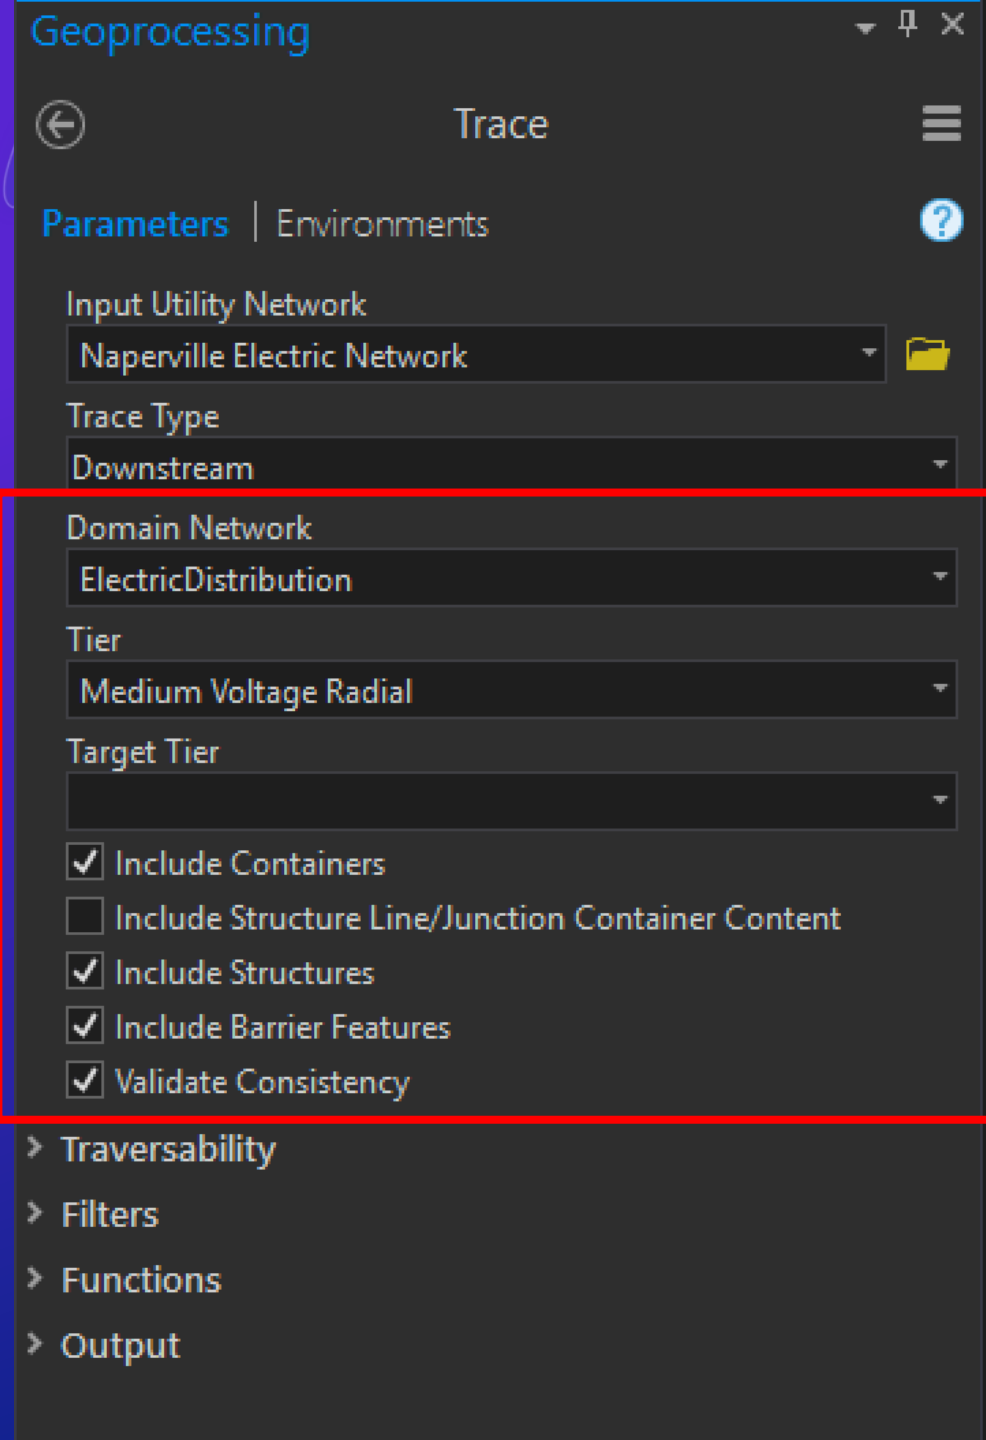 Geoprocessing
Trace
Parameters | Environments
Input Utility Network
Naperville Electric Network
Trace Type
Downstream
Domain Network
ElectricDistribution
Tier
Medium Voltage Radial
Target Tier
Include Containers
Include Structure Line/Junction Container Content
Include Structures
Include Barrier Features
Validate Consistency
Traversability
Filters
Functions
Output